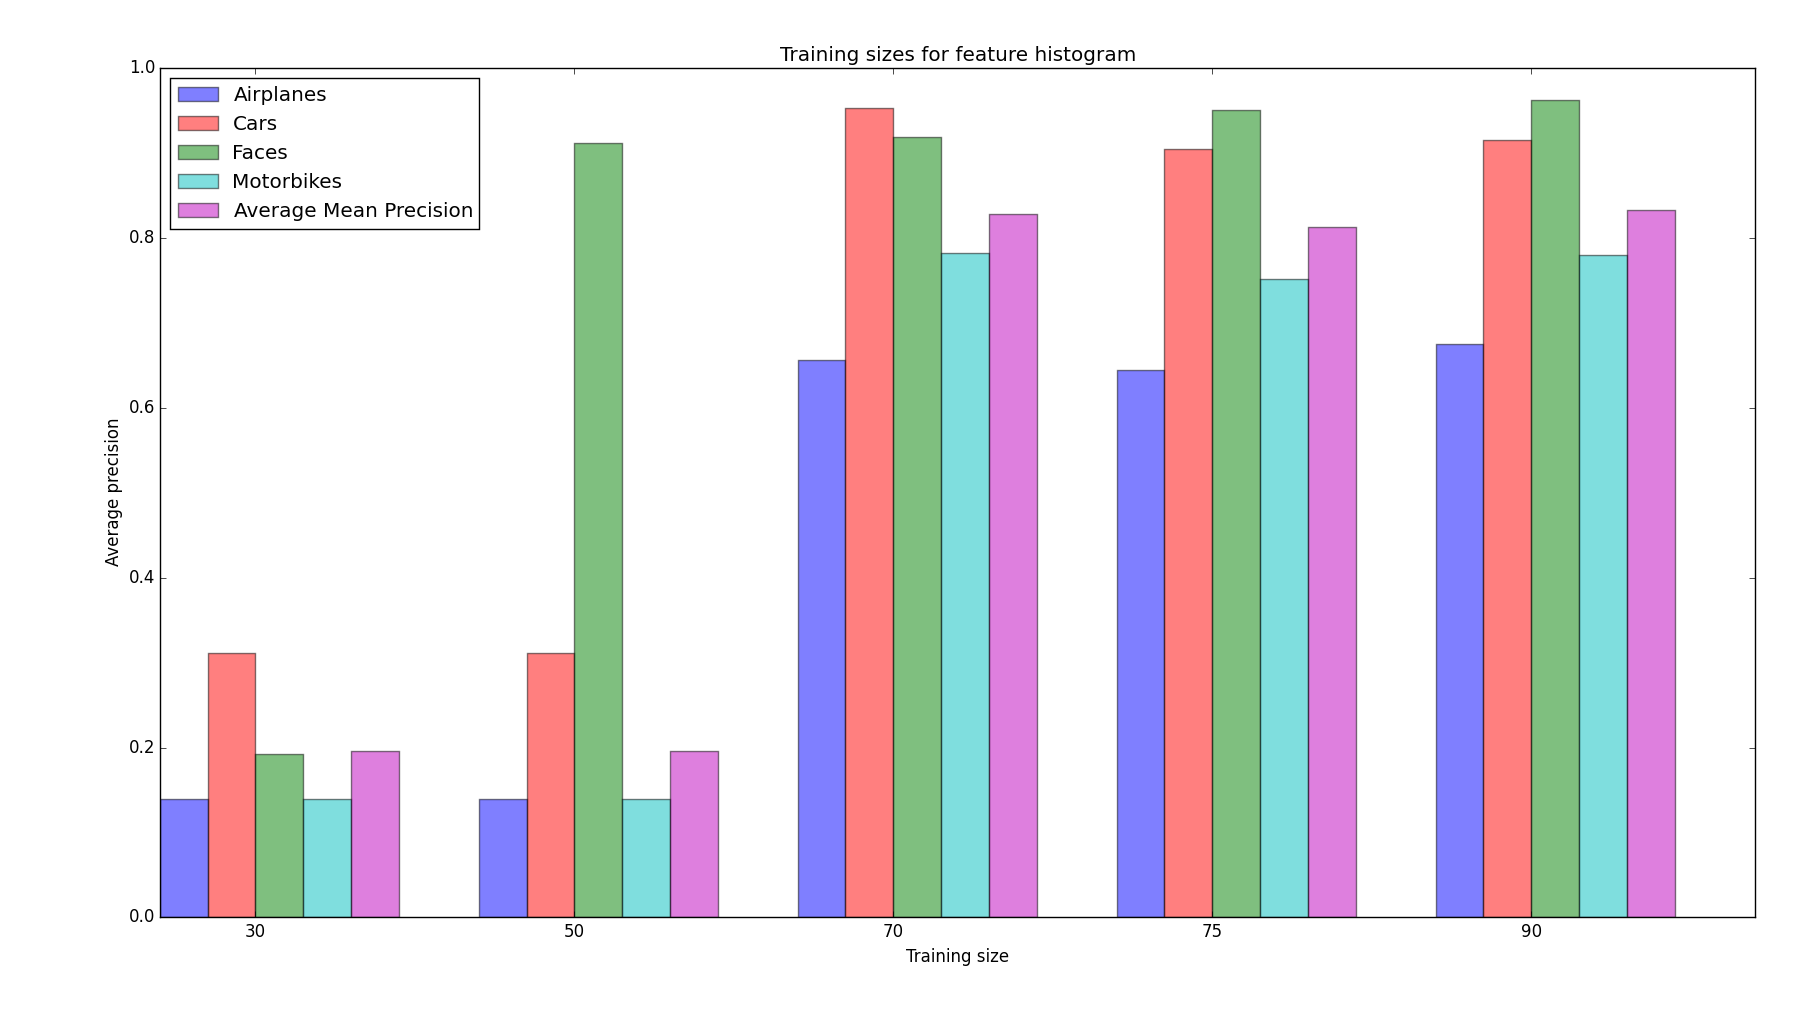 Training sizes for feature histogram
1.0
0.8
0.6
0.4
0.2
0.0
Average precision
Airplanes
Cars
Faces
Motorbikes
Average Mean Precision
30 50 70 75 90
Training size